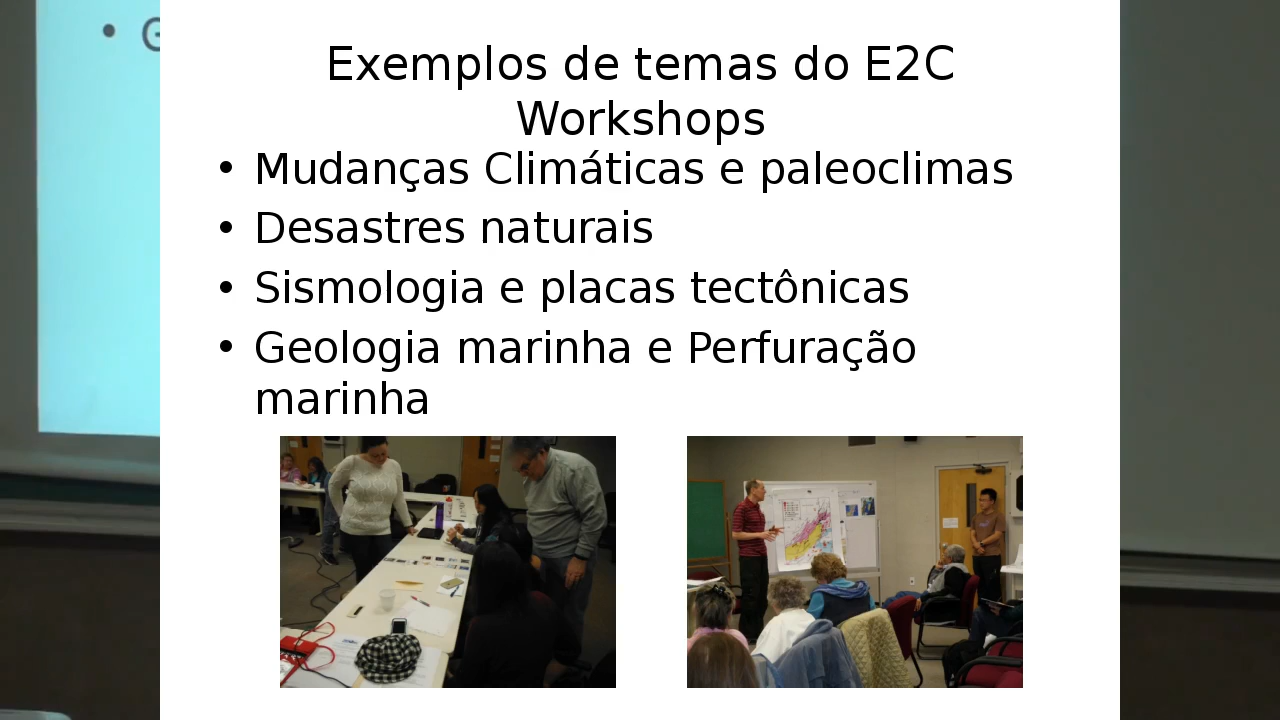 Exemplos de temas do E2C
Workshops
• Mudanças Climáticas e paleoclimas
• Desastres naturais
• Sismologia e placas tectônicas
• Geologia marinha e Perfuração
marinha